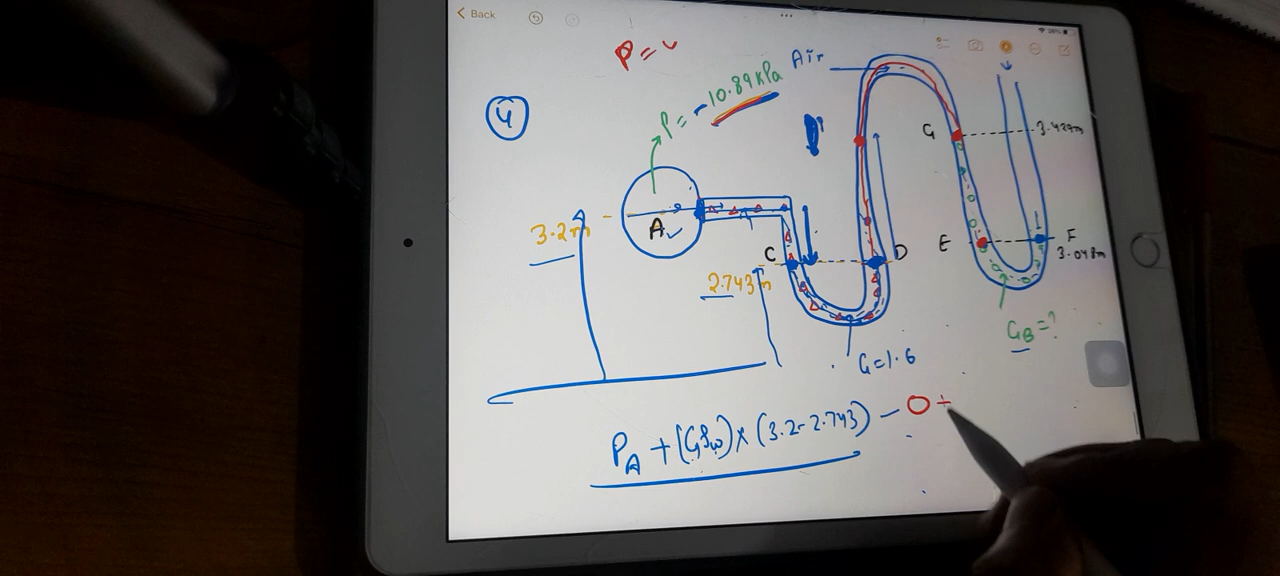 Back
P =
Air
P = -10.89 kPa
4
G
3.429m
3.2m
A
C
D
E
F
3.048m
2.743m
G=1.6
GB=?
PA + (GγW) × (3.2-2.743) - 0 +